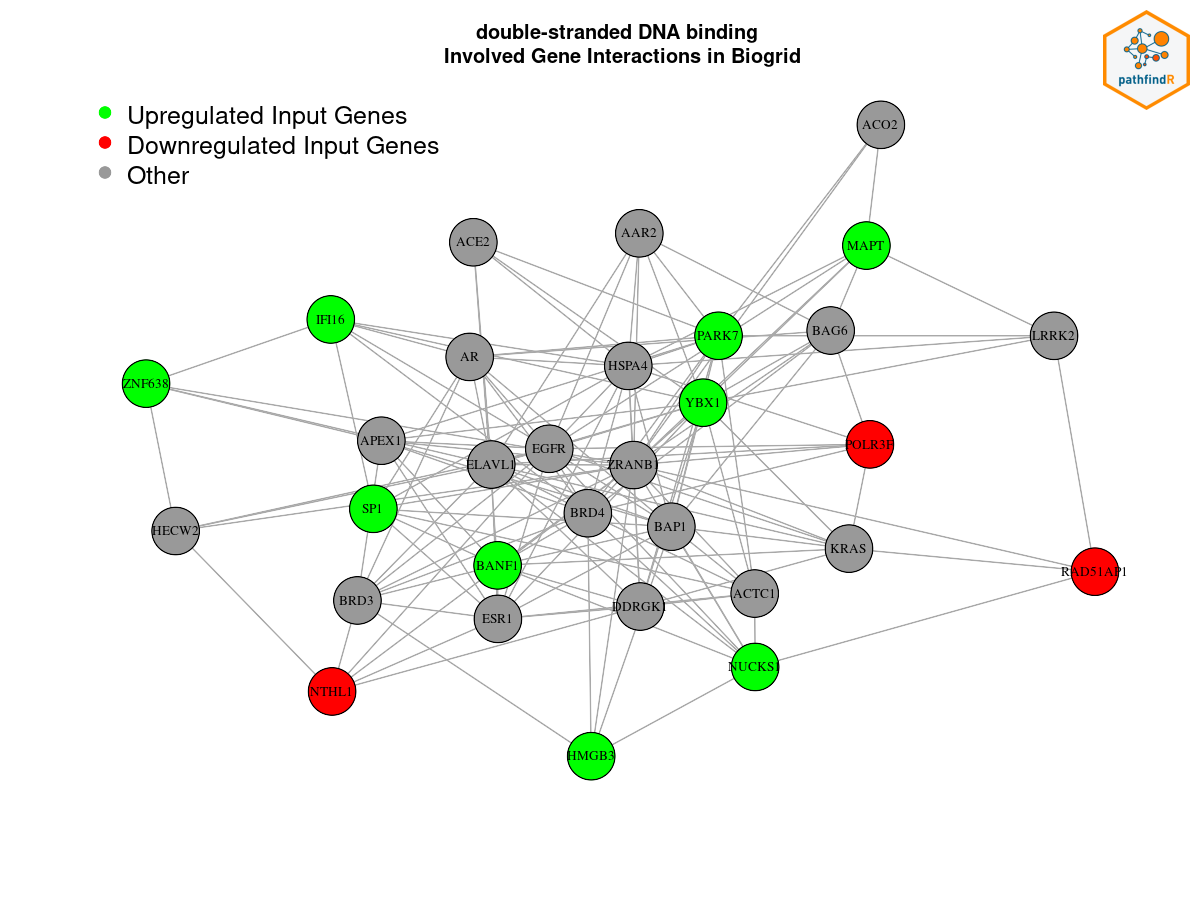 double-stranded DNA binding
Involved Gene Interactions in Biogrid
pathfindR
Upregulated Input Genes
Downregulated Input Genes
Other
ACO2
AAR2
ACE2
MAPT
IFI16
BAG6
PARK7
LRRK2
AR
HSPA4
ZNF638
YBX1
APEX1
EGFR
POLR3F
ELAVL1
ZRANB1
SP1
BRD4
BAP1
HECW2
KRAS
BANF1
RAD51AP1
ACTC1
BRD3
DDRGK1
ESR1
NUCKS1
NTHL1
HMGB3